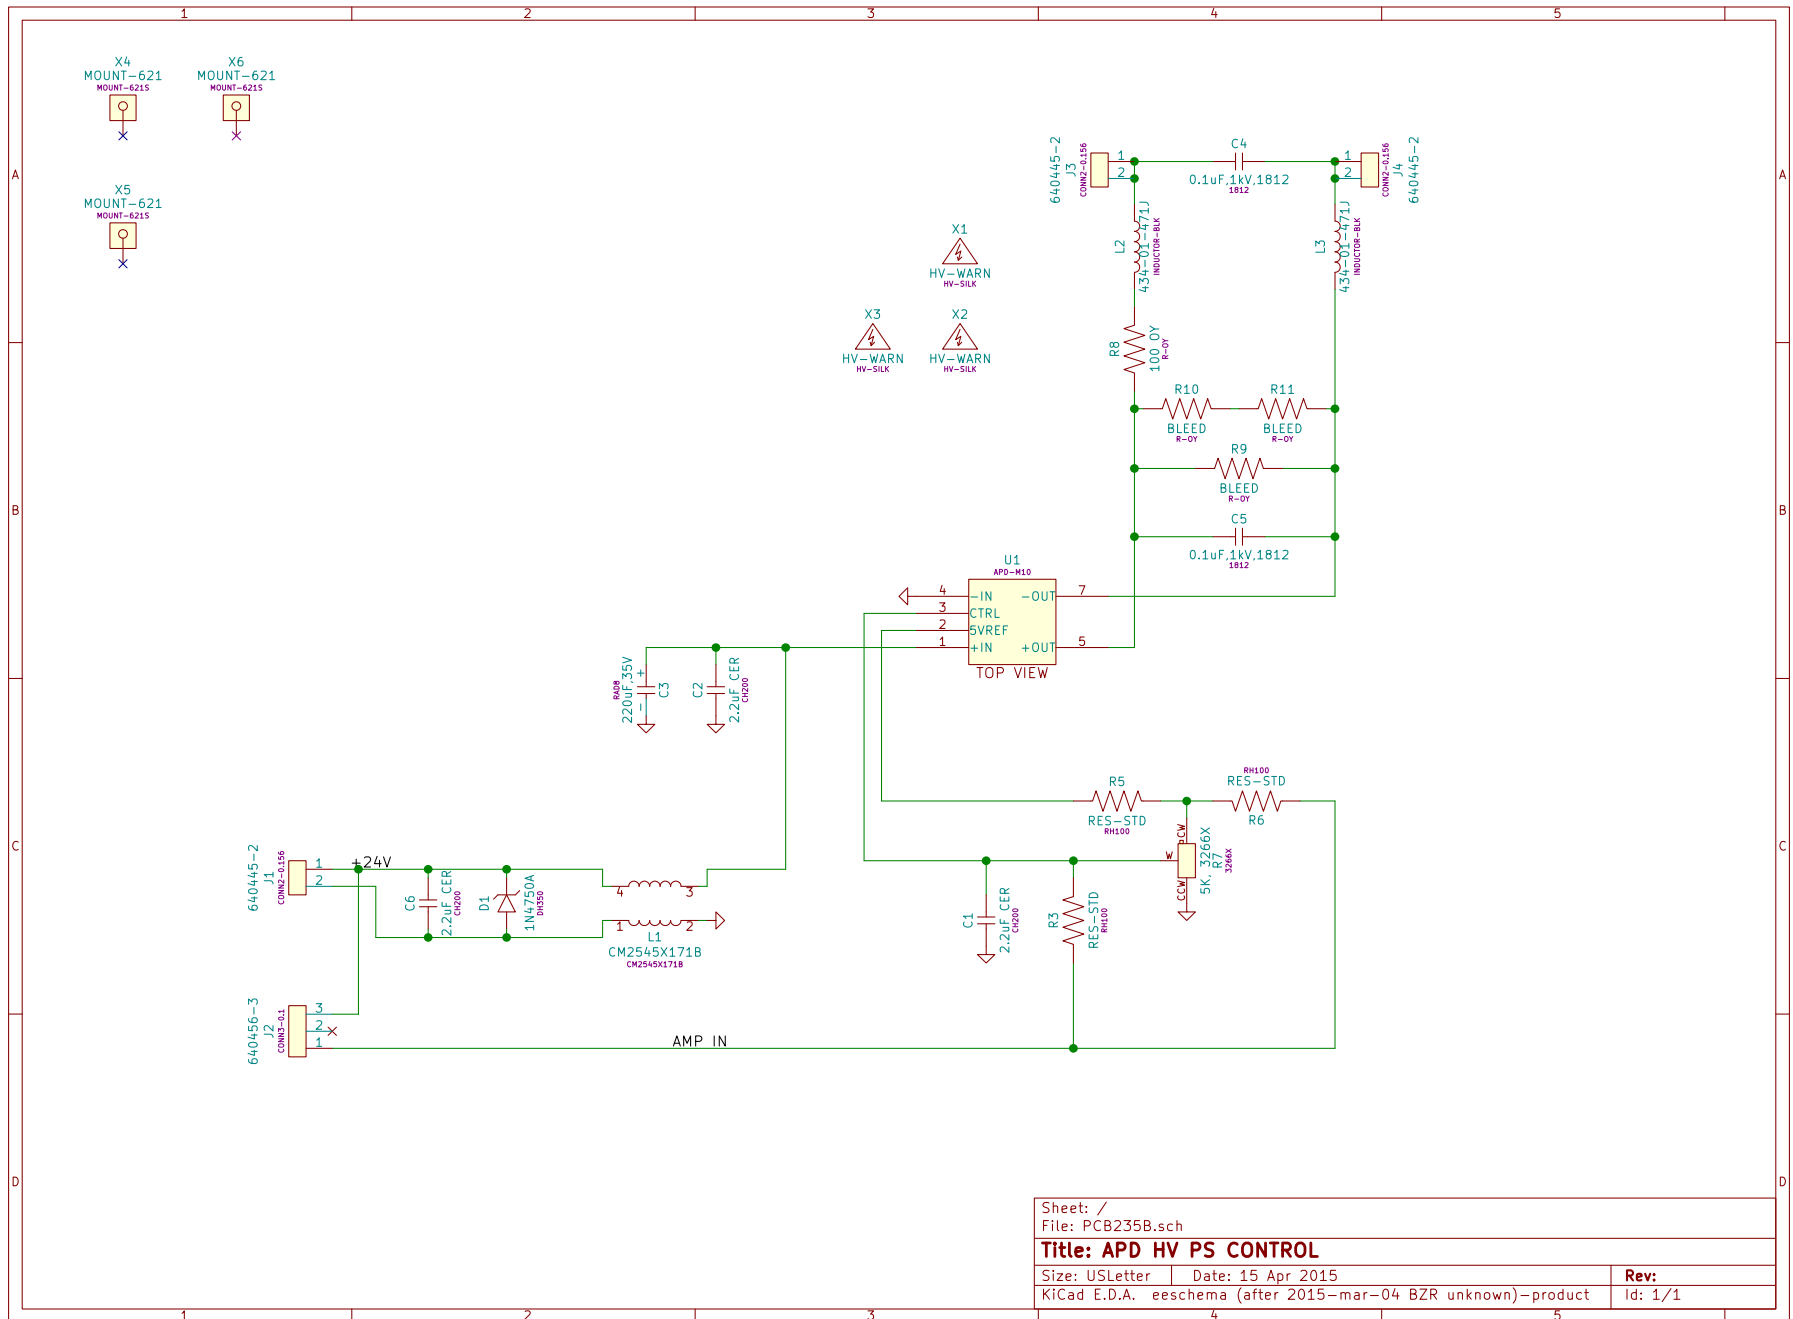 1 2 3 4 5
X4
MOUNT-621
MOUNT-621S
X6
MOUNT-621
MOUNT-621S
X5
MOUNT-621
MOUNT-621S
A
A
640445-2
J3
CONN2-0.156
1
2
C4
0.1uF,1kV,1812
1812
1
2
CONN2-0.156
J4
640445-2
L2
434-01-471J
INDUCTOR-BLK
L3
434-01-471J
INDUCTOR-BLK
X1
HV-WARN
HV-SILK
X3
HV-WARN
HV-SILK
X2
HV-WARN
HV-SILK
R8
100 OY
R-OY
R10
BLEED
R-OY
R11
BLEED
R-OY
R9
BLEED
R-OY
B
B
C5
0.1uF,1kV,1812
1812
U1
APD-M10
4 -IN -OUT 7
3 CTRL
2 5VREF
1 +IN +OUT 5
TOP VIEW
RAD8
220uF,35V
+
-
C3
C2
2.2uF CER
CH200
R5
RES-STD
RH100
RH100
RES-STD
R6
C
C
CW
W
CCW
5K, 3266X
R7
3266X
640445-2
J1
CONN2-0.156
1
2
+24V
C6
2.2uF CER
CH200
D1
1N4750A
DH350
4 3
1 2
L1
CM2545X171B
CM2545X171B
C1
2.2uF CER
CH200
R3
RES-STD
RH100
640456-3
J2
CONN3-0.1
3
2
1
AMP IN
D
D
Sheet: /
File: PCB235B.sch
Title: APD HV PS CONTROL
Size: USLetter Date: 15 Apr 2015 Rev:
KiCad E.D.A. eeschema (after 2015-mar-04 BZR unknown)-product Id: 1/1
1 2 3 4 5